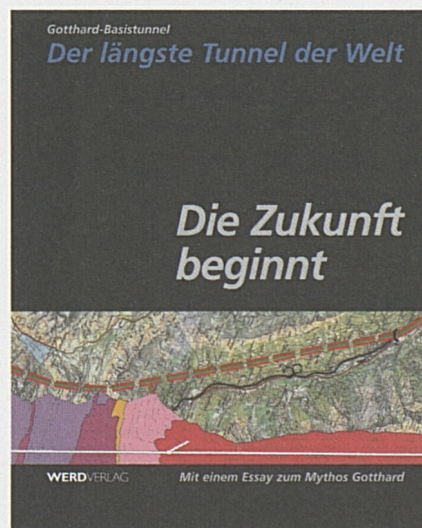 Gotthard-Basistunnel
Der längste Tunnel der Welt
Die Zukunft
beginnt
WERDVERLAG
Mit einem Essay zum Mythos Gotthard